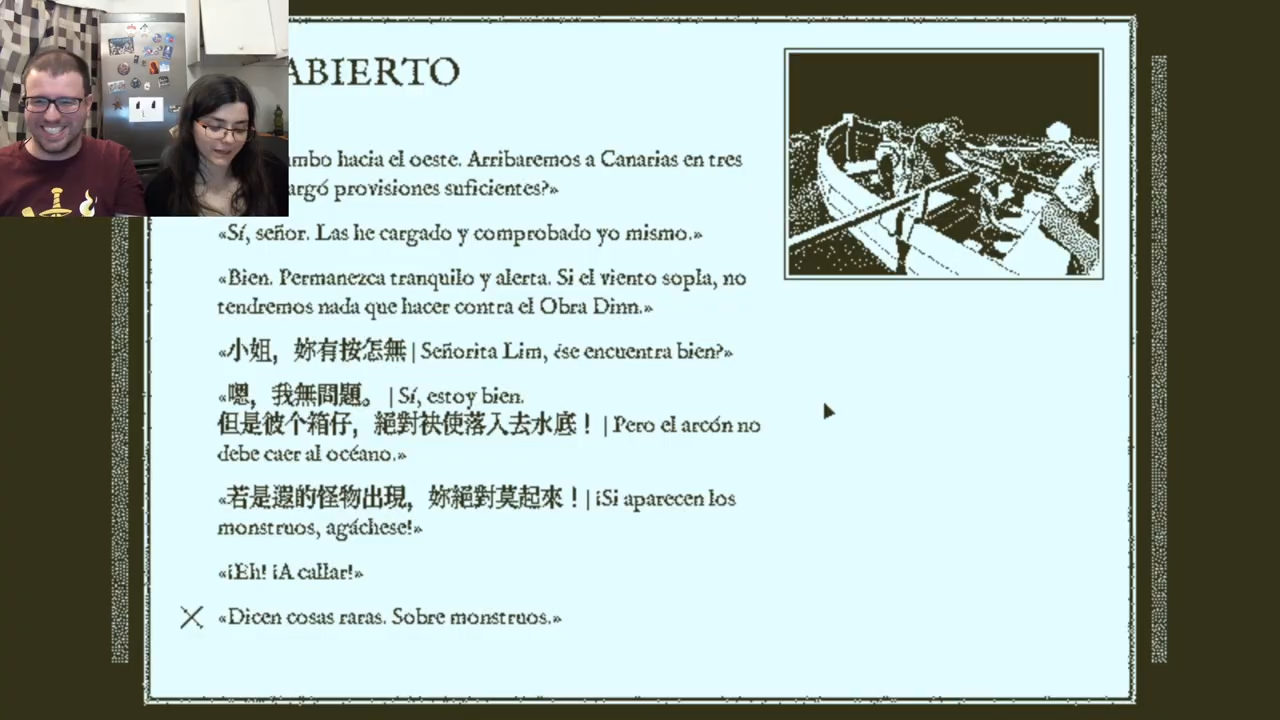 ABIERTO
mbo hacia el oeste. Arribaremos a Canarias en tres
argó provisiones suficientes?»
«Sí, señor. Las he cargado y comprobado yo mismo.»
«Bien. Permanezca tranquilo y alerta. Si el viento sopla, no
tendremos nada que hacer contra el Obra Dinn.»
«小姐，妳有按怎無 | Señorita Lim, ¿se encuentra bien?»
«嗯，我無問題。 | Sí, estoy bien.
但是彼个箱仔，絕對袂使落入去水底！ | Pero el arcón no
debe caer al océano.»
«若是遐的怪物出現，妳絕對莫起來！ | ¡Si aparecen los
monstruos, agáchese!»
«¡Eh! ¡A callar!»
«Dicen cosas raras. Sobre monstruos.»